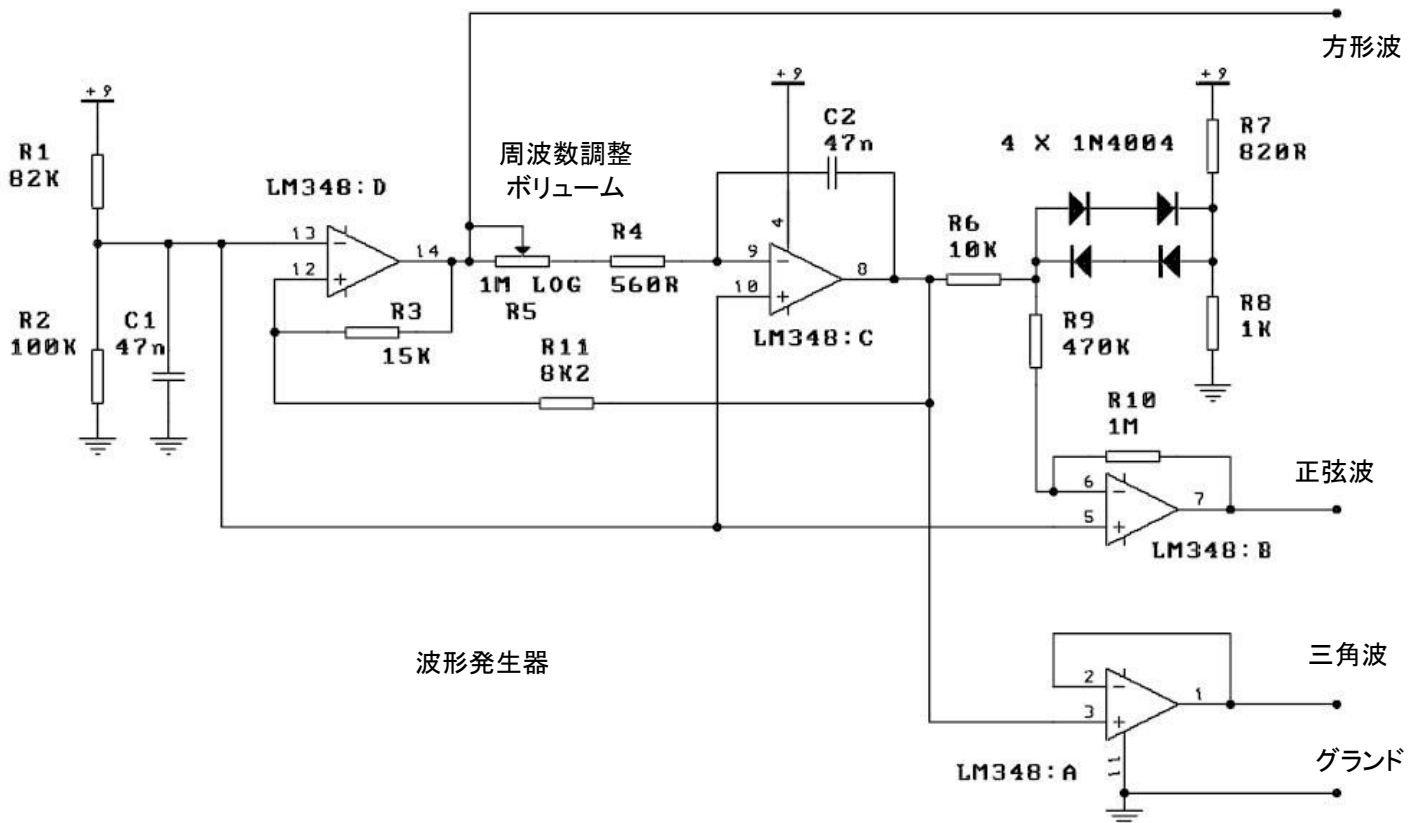 方形波
+ 9
+ 9
+ 9
C2
47n
4 X 1N4004
R7
820R
R1
82K
周波数調整
ボリューム
LM348:D
4
13
14
12
R4
9
8
10
R6
10K
1M LOG
R5
560R
R2
100K
C1
47n
R3
15K
LM348:C
R9
470K
R8
1K
R11
8K2
R10
1M
正弦波
6
7
5
LM348:B
波形発生器
三角波
2
1
3
LM348:A
11
グランド